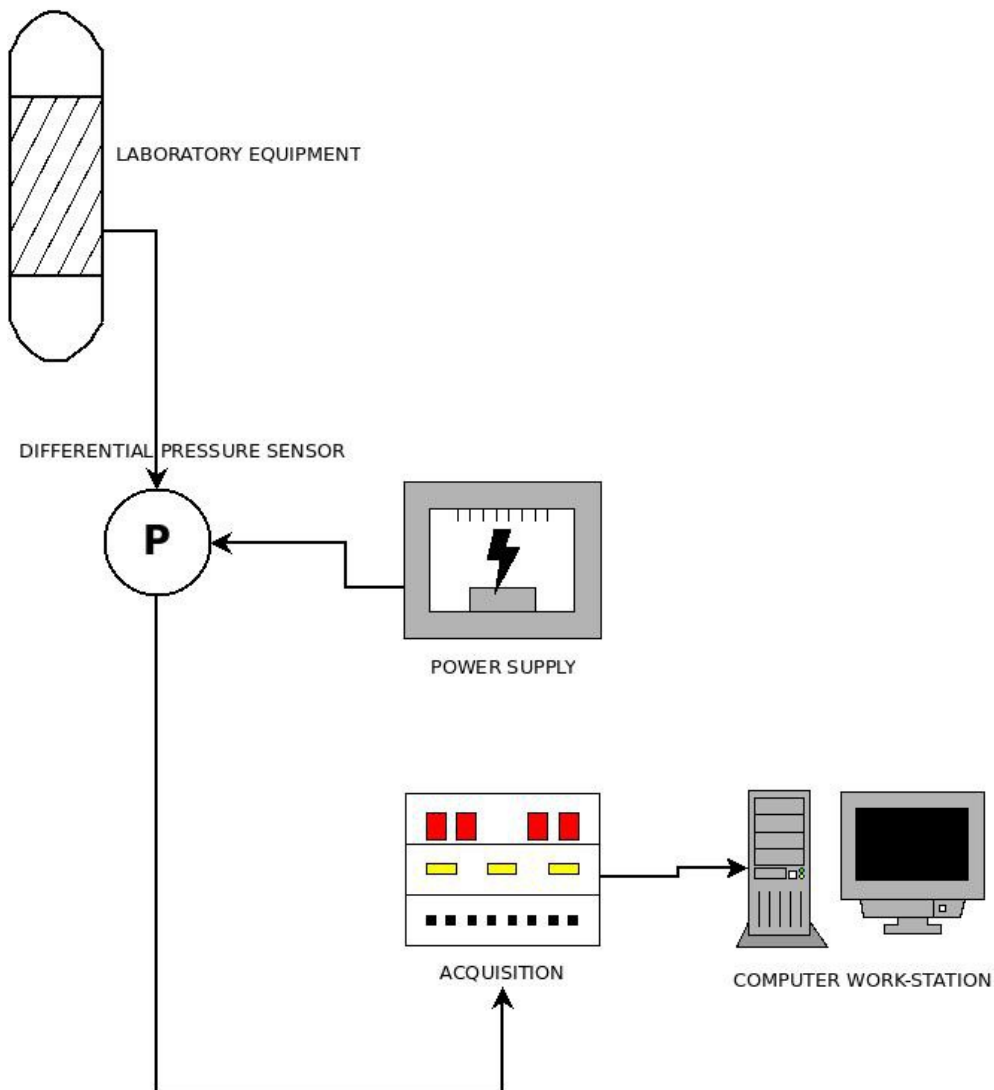 LABORATORY EQUIPMENT
DIFFERENTIAL PRESSURE SENSOR
P
POWER SUPPLY
ACQUISITION
COMPUTER WORK-STATION